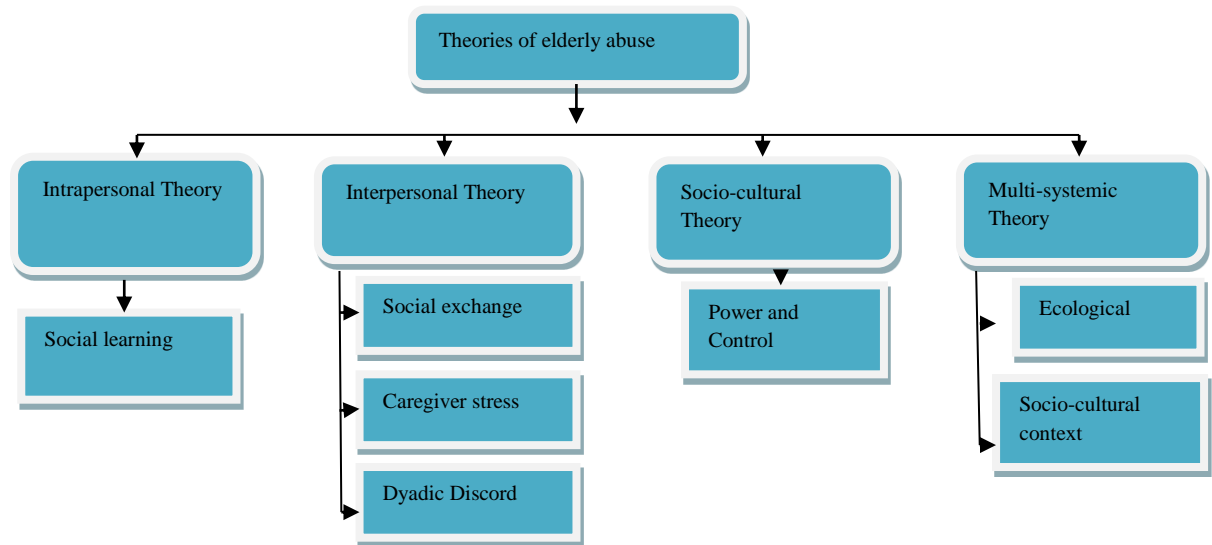 Theories of elderly abuse
Intrapersonal Theory
Interpersonal Theory
Socio-cultural
Theory
Multi-systemic
Theory
Social learning
Social exchange
Caregiver stress
Dyadic Discord
Power and
Control
Ecological
Socio-cultural
context